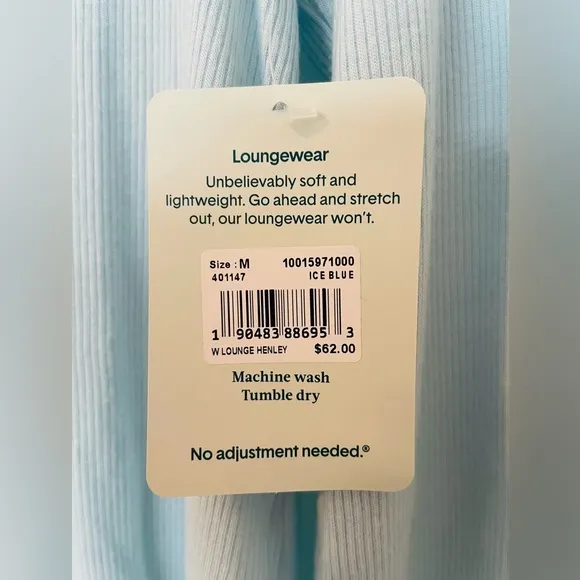 Loungewear
Unbelievably soft and
lightweight. Go ahead and stretch
out, our loungewear won't.
Size : M 10015971000
401147 ICE BLUE
1 90483 88695 3
W LOUNGE HENLEY $62.00
Machine wash
Tumble dry
No adjustment needed.®